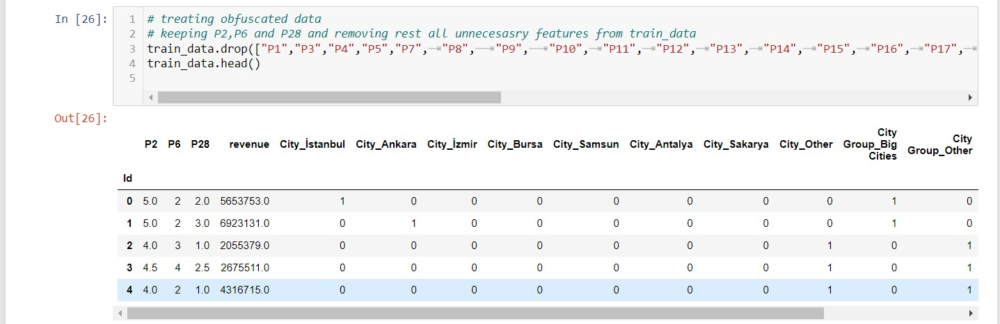 In [26]:
1 # treating obfuscated data
2 # keeping P2,P6 and P28 and removing rest all unnecesasry features from train_data
3 train_data.drop(["P1","P3","P4","P5","P7",⇥"P8",⇥"P9",⇥"P10",⇥"P11",⇥"P12",⇥"P13",⇥"P14",⇥"P15",⇥"P16",⇥"P17",⇥
4 train_data.head()
5
Out[26]:
P2 P6 P28 revenue City_İstanbul City_Ankara City_İzmir City_Bursa City_Samsun City_Antalya City_Sakarya City_Other City Group_Big Cities City Group_Other
Id
0 5.0 2 2.0 5653753.0 1 0 0 0 0 0 0 0 1 0
1 5.0 2 3.0 6923131.0 0 1 0 0 0 0 0 0 1 0
2 4.0 3 1.0 2055379.0 0 0 0 0 0 0 0 1 0 1
3 4.5 4 2.5 2675511.0 0 0 0 0 0 0 0 1 0 1
4 4.0 2 1.0 4316715.0 0 0 0 0 0 0 0 1 0 1